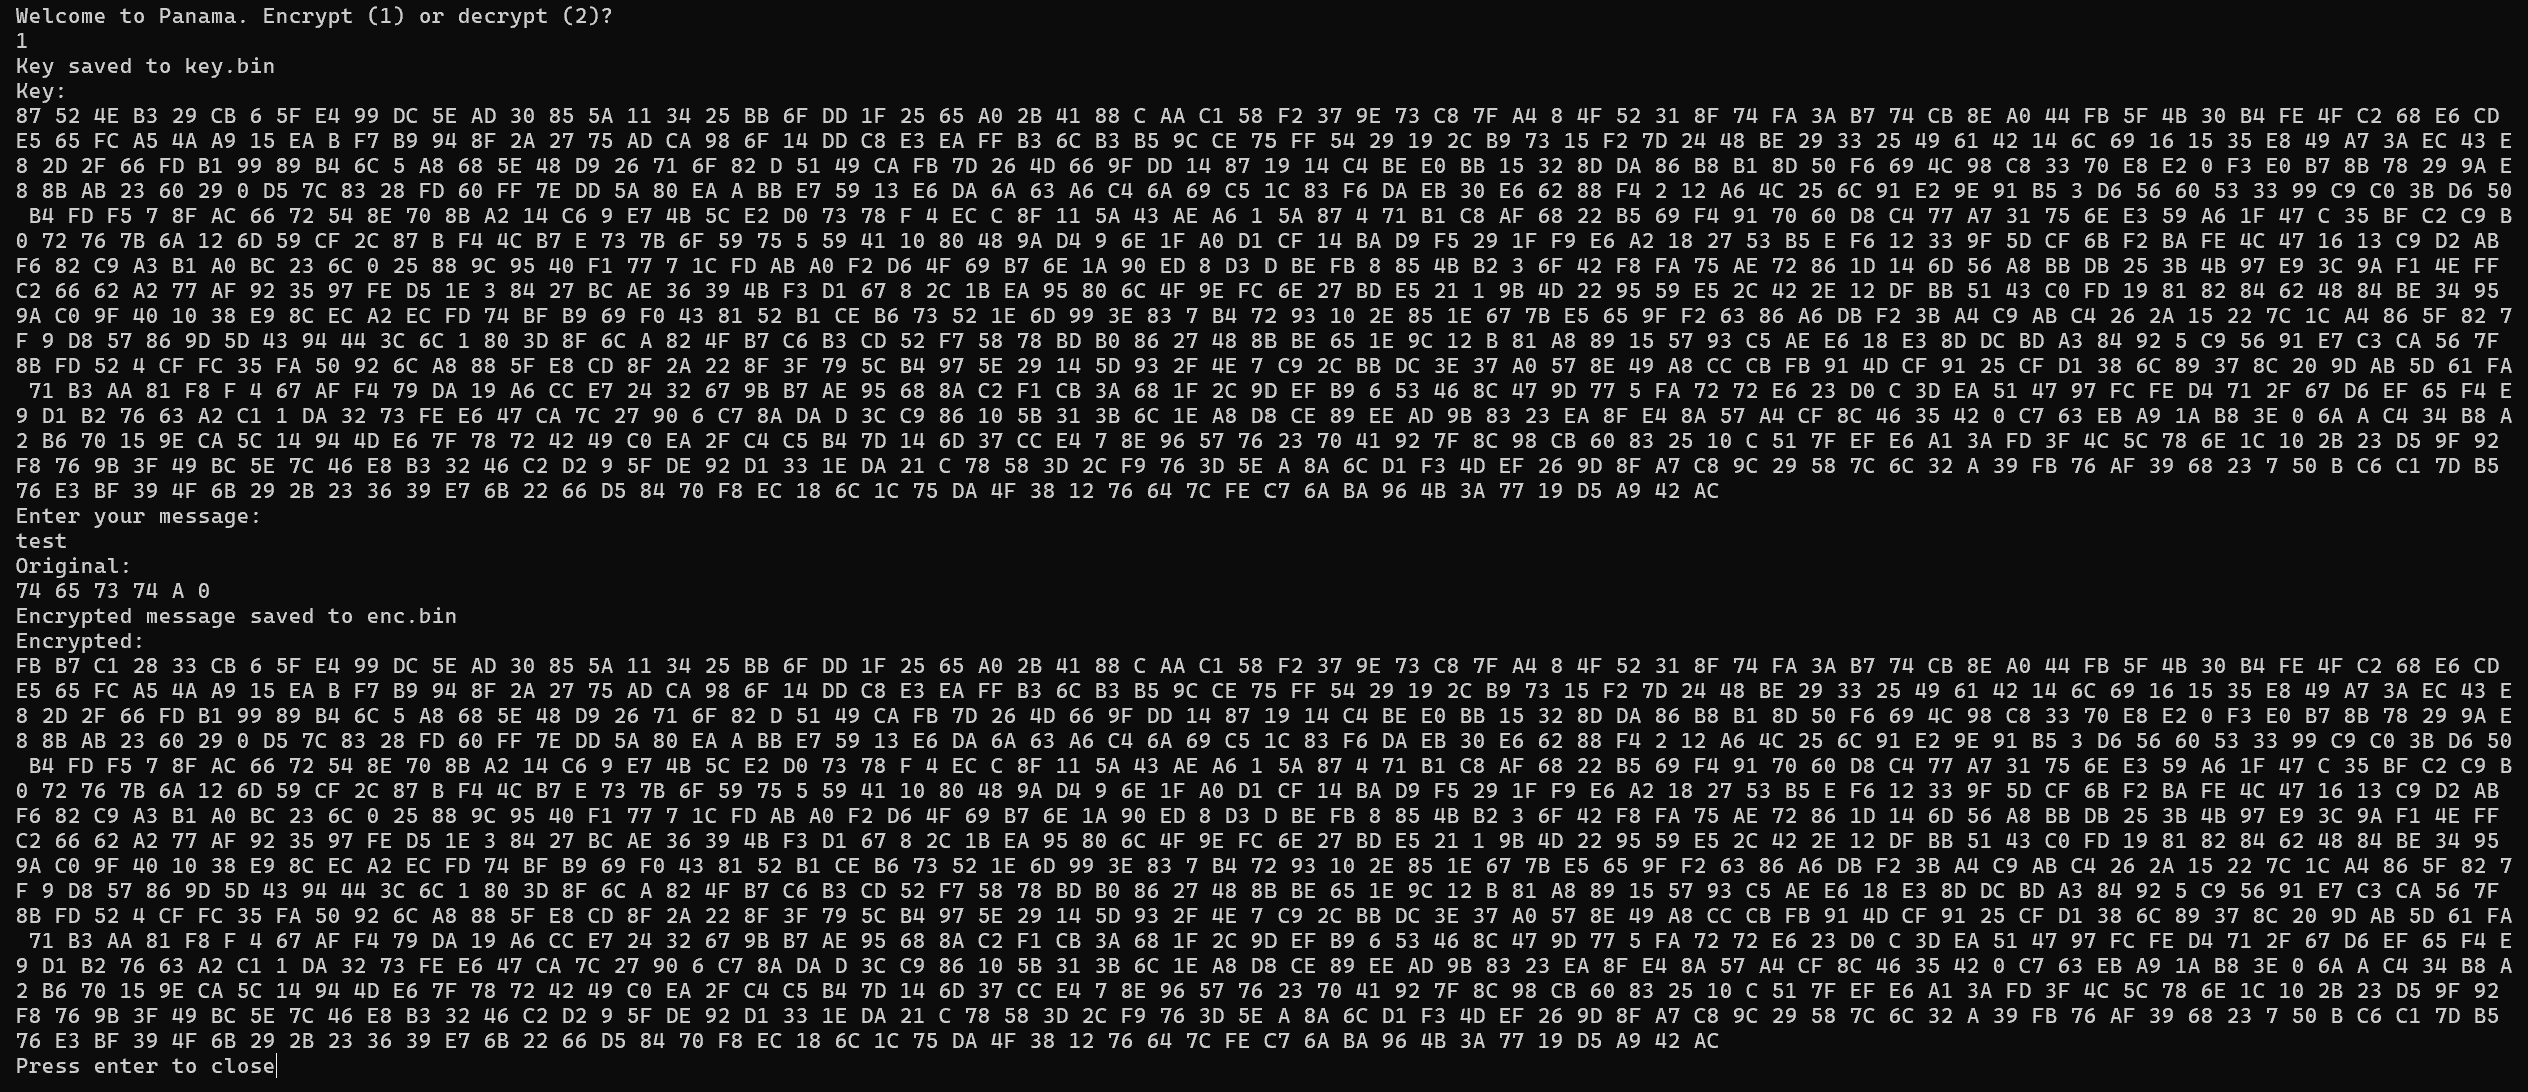 Welcome to Panama. Encrypt (1) or decrypt (2)?
1
Key saved to key.bin
Key:
87 52 4E B3 29 CB 6 5F E4 99 DC 5E AD 30 85 5A 11 34 25 BB 6F DD 1F 25 65 A0 2B 41 88 C AA C1 58 F2 37 9E 73 C8 7F A4 8 4F 52 31 8F 74 FA 3A B7 74 CB 8E A0 44 FB 5F 4B 30 B4 FE 4F C2 68 E6 CD
E5 65 FC A5 4A A9 15 EA B F7 B9 94 8F 2A 27 75 AD CA 98 6F 14 DD C8 E3 EA FF B3 6C B3 B5 9C CE 75 FF 54 29 19 2C B9 73 15 F2 7D 24 48 BE 29 33 25 49 61 42 14 6C 69 16 15 35 E8 49 A7 3A EC 43 E
8 2D 2F 66 FD B1 99 89 B4 6C 5 A8 68 5E 48 D9 26 71 6F 82 D 51 49 CA FB 7D 26 4D 66 9F DD 14 87 19 14 C4 BE E0 BB 15 32 8D DA 86 B8 B1 8D 50 F6 69 4C 98 C8 33 70 E8 E2 0 F3 E0 B7 8B 78 29 9A E
8 8B AB 23 60 29 0 D5 7C 83 28 FD 60 FF 7E DD 5A 80 EA A BB E7 59 13 E6 DA 6A 63 A6 C4 6A 69 C5 1C 83 F6 DA EB 30 E6 62 88 F4 2 12 A6 4C 25 6C 91 E2 9E 91 B5 3 D6 56 60 53 33 99 C9 C0 3B D6 50
 B4 FD F5 7 8F AC 66 72 54 8E 70 8B A2 14 C6 9 E7 4B 5C E2 D0 73 78 F 4 EC C 8F 11 5A 43 AE A6 1 5A 87 4 71 B1 C8 AF 68 22 B5 69 F4 91 70 60 D8 C4 77 A7 31 75 6E E3 59 A6 1F 47 C 35 BF C2 C9 B
0 72 76 7B 6A 12 6D 59 CF 2C 87 B F4 4C B7 E 73 7B 6F 59 75 5 59 41 10 80 48 9A D4 9 6E 1F A0 D1 CF 14 BA D9 F5 29 1F F9 E6 A2 18 27 53 B5 E F6 12 33 9F 5D CF 6B F2 BA FE 4C 47 16 13 C9 D2 AB
F6 82 C9 A3 B1 A0 BC 23 6C 0 25 88 9C 95 40 F1 77 7 1C FD AB A0 F2 D6 4F 69 B7 6E 1A 90 ED 8 D3 D BE FB 8 85 4B B2 3 6F 42 F8 FA 75 AE 72 86 1D 14 6D 56 A8 BB DB 25 3B 4B 97 E9 3C 9A F1 4E FF
C2 66 62 A2 77 AF 92 35 97 FE D5 1E 3 84 27 BC AE 36 39 4B F3 D1 67 8 2C 1B EA 95 80 6C 4F 9E FC 6E 27 BD E5 21 1 9B 4D 22 95 59 E5 2C 42 2E 12 DF BB 51 43 C0 FD 19 81 82 84 62 48 84 BE 34 95
9A C0 9F 40 10 38 E9 8C EC A2 EC FD 74 BF B9 69 F0 43 81 52 B1 CE B6 73 52 1E 6D 99 3E 83 7 B4 72 93 10 2E 85 1E 67 7B E5 65 9F F2 63 86 A6 DB F2 3B A4 C9 AB C4 26 2A 15 22 7C 1C A4 86 5F 82 7
F 9 D8 57 86 9D 5D 43 94 44 3C 6C 1 80 3D 8F 6C A 82 4F B7 C6 B3 CD 52 F7 58 78 BD B0 86 27 48 8B BE 65 1E 9C 12 B 81 A8 89 15 57 93 C5 AE E6 18 E3 8D DC BD A3 84 92 5 C9 56 91 E7 C3 CA 56 7F
8B FD 52 4 CF FC 35 FA 50 92 6C A8 88 5F E8 CD 8F 2A 22 8F 3F 79 5C B4 97 5E 29 14 5D 93 2F 4E 7 C9 2C BB DC 3E 37 A0 57 8E 49 A8 CC CB FB 91 4D CF 91 25 CF D1 38 6C 89 37 8C 20 9D AB 5D 61 FA
 71 B3 AA 81 F8 F 4 67 AF F4 79 DA 19 A6 CC E7 24 32 67 9B B7 AE 95 68 8A C2 F1 CB 3A 68 1F 2C 9D EF B9 6 53 46 8C 47 9D 77 5 FA 72 72 E6 23 D0 C 3D EA 51 47 97 FC FE D4 71 2F 67 D6 EF 65 F4 E
9 D1 B2 76 63 A2 C1 1 DA 32 73 FE E6 47 CA 7C 27 90 6 C7 8A DA D 3C C9 86 10 5B 31 3B 6C 1E A8 D8 CE 89 EE AD 9B 83 23 EA 8F E4 8A 57 A4 CF 8C 46 35 42 0 C7 63 EB A9 1A B8 3E 0 6A A C4 34 B8 A
2 B6 70 15 9E CA 5C 14 94 4D E6 7F 78 72 42 49 C0 EA 2F C4 C5 B4 7D 14 6D 37 CC E4 7 8E 96 57 76 23 70 41 92 7F 8C 98 CB 60 83 25 10 C 51 7F EF E6 A1 3A FD 3F 4C 5C 78 6E 1C 10 2B 23 D5 9F 92
F8 76 9B 3F 49 BC 5E 7C 46 E8 B3 32 46 C2 D2 9 5F DE 92 D1 33 1E DA 21 C 78 58 3D 2C F9 76 3D 5E A 8A 6C D1 F3 4D EF 26 9D 8F A7 C8 9C 29 58 7C 6C 32 A 39 FB 76 AF 39 68 23 7 50 B C6 C1 7D B5
76 E3 BF 39 4F 6B 29 2B 23 36 39 E7 6B 22 66 D5 84 70 F8 EC 18 6C 1C 75 DA 4F 38 12 76 64 7C FE C7 6A BA 96 4B 3A 77 19 D5 A9 42 AC
Enter your message:
test
Original:
74 65 73 74 A 0
Encrypted message saved to enc.bin
Encrypted:
FB B7 C1 28 33 CB 6 5F E4 99 DC 5E AD 30 85 5A 11 34 25 BB 6F DD 1F 25 65 A0 2B 41 88 C AA C1 58 F2 37 9E 73 C8 7F A4 8 4F 52 31 8F 74 FA 3A B7 74 CB 8E A0 44 FB 5F 4B 30 B4 FE 4F C2 68 E6 CD
E5 65 FC A5 4A A9 15 EA B F7 B9 94 8F 2A 27 75 AD CA 98 6F 14 DD C8 E3 EA FF B3 6C B3 B5 9C CE 75 FF 54 29 19 2C B9 73 15 F2 7D 24 48 BE 29 33 25 49 61 42 14 6C 69 16 15 35 E8 49 A7 3A EC 43 E
8 2D 2F 66 FD B1 99 89 B4 6C 5 A8 68 5E 48 D9 26 71 6F 82 D 51 49 CA FB 7D 26 4D 66 9F DD 14 87 19 14 C4 BE E0 BB 15 32 8D DA 86 B8 B1 8D 50 F6 69 4C 98 C8 33 70 E8 E2 0 F3 E0 B7 8B 78 29 9A E
8 8B AB 23 60 29 0 D5 7C 83 28 FD 60 FF 7E DD 5A 80 EA A BB E7 59 13 E6 DA 6A 63 A6 C4 6A 69 C5 1C 83 F6 DA EB 30 E6 62 88 F4 2 12 A6 4C 25 6C 91 E2 9E 91 B5 3 D6 56 60 53 33 99 C9 C0 3B D6 50
 B4 FD F5 7 8F AC 66 72 54 8E 70 8B A2 14 C6 9 E7 4B 5C E2 D0 73 78 F 4 EC C 8F 11 5A 43 AE A6 1 5A 87 4 71 B1 C8 AF 68 22 B5 69 F4 91 70 60 D8 C4 77 A7 31 75 6E E3 59 A6 1F 47 C 35 BF C2 C9 B
0 72 76 7B 6A 12 6D 59 CF 2C 87 B F4 4C B7 E 73 7B 6F 59 75 5 59 41 10 80 48 9A D4 9 6E 1F A0 D1 CF 14 BA D9 F5 29 1F F9 E6 A2 18 27 53 B5 E F6 12 33 9F 5D CF 6B F2 BA FE 4C 47 16 13 C9 D2 AB
F6 82 C9 A3 B1 A0 BC 23 6C 0 25 88 9C 95 40 F1 77 7 1C FD AB A0 F2 D6 4F 69 B7 6E 1A 90 ED 8 D3 D BE FB 8 85 4B B2 3 6F 42 F8 FA 75 AE 72 86 1D 14 6D 56 A8 BB DB 25 3B 4B 97 E9 3C 9A F1 4E FF
C2 66 62 A2 77 AF 92 35 97 FE D5 1E 3 84 27 BC AE 36 39 4B F3 D1 67 8 2C 1B EA 95 80 6C 4F 9E FC 6E 27 BD E5 21 1 9B 4D 22 95 59 E5 2C 42 2E 12 DF BB 51 43 C0 FD 19 81 82 84 62 48 84 BE 34 95
9A C0 9F 40 10 38 E9 8C EC A2 EC FD 74 BF B9 69 F0 43 81 52 B1 CE B6 73 52 1E 6D 99 3E 83 7 B4 72 93 10 2E 85 1E 67 7B E5 65 9F F2 63 86 A6 DB F2 3B A4 C9 AB C4 26 2A 15 22 7C 1C A4 86 5F 82 7
F 9 D8 57 86 9D 5D 43 94 44 3C 6C 1 80 3D 8F 6C A 82 4F B7 C6 B3 CD 52 F7 58 78 BD B0 86 27 48 8B BE 65 1E 9C 12 B 81 A8 89 15 57 93 C5 AE E6 18 E3 8D DC BD A3 84 92 5 C9 56 91 E7 C3 CA 56 7F
8B FD 52 4 CF FC 35 FA 50 92 6C A8 88 5F E8 CD 8F 2A 22 8F 3F 79 5C B4 97 5E 29 14 5D 93 2F 4E 7 C9 2C BB DC 3E 37 A0 57 8E 49 A8 CC CB FB 91 4D CF 91 25 CF D1 38 6C 89 37 8C 20 9D AB 5D 61 FA
 71 B3 AA 81 F8 F 4 67 AF F4 79 DA 19 A6 CC E7 24 32 67 9B B7 AE 95 68 8A C2 F1 CB 3A 68 1F 2C 9D EF B9 6 53 46 8C 47 9D 77 5 FA 72 72 E6 23 D0 C 3D EA 51 47 97 FC FE D4 71 2F 67 D6 EF 65 F4 E
9 D1 B2 76 63 A2 C1 1 DA 32 73 FE E6 47 CA 7C 27 90 6 C7 8A DA D 3C C9 86 10 5B 31 3B 6C 1E A8 D8 CE 89 EE AD 9B 83 23 EA 8F E4 8A 57 A4 CF 8C 46 35 42 0 C7 63 EB A9 1A B8 3E 0 6A A C4 34 B8 A
2 B6 70 15 9E CA 5C 14 94 4D E6 7F 78 72 42 49 C0 EA 2F C4 C5 B4 7D 14 6D 37 CC E4 7 8E 96 57 76 23 70 41 92 7F 8C 98 CB 60 83 25 10 C 51 7F EF E6 A1 3A FD 3F 4C 5C 78 6E 1C 10 2B 23 D5 9F 92
F8 76 9B 3F 49 BC 5E 7C 46 E8 B3 32 46 C2 D2 9 5F DE 92 D1 33 1E DA 21 C 78 58 3D 2C F9 76 3D 5E A 8A 6C D1 F3 4D EF 26 9D 8F A7 C8 9C 29 58 7C 6C 32 A 39 FB 76 AF 39 68 23 7 50 B C6 C1 7D B5
76 E3 BF 39 4F 6B 29 2B 23 36 39 E7 6B 22 66 D5 84 70 F8 EC 18 6C 1C 75 DA 4F 38 12 76 64 7C FE C7 6A BA 96 4B 3A 77 19 D5 A9 42 AC
Press enter to close